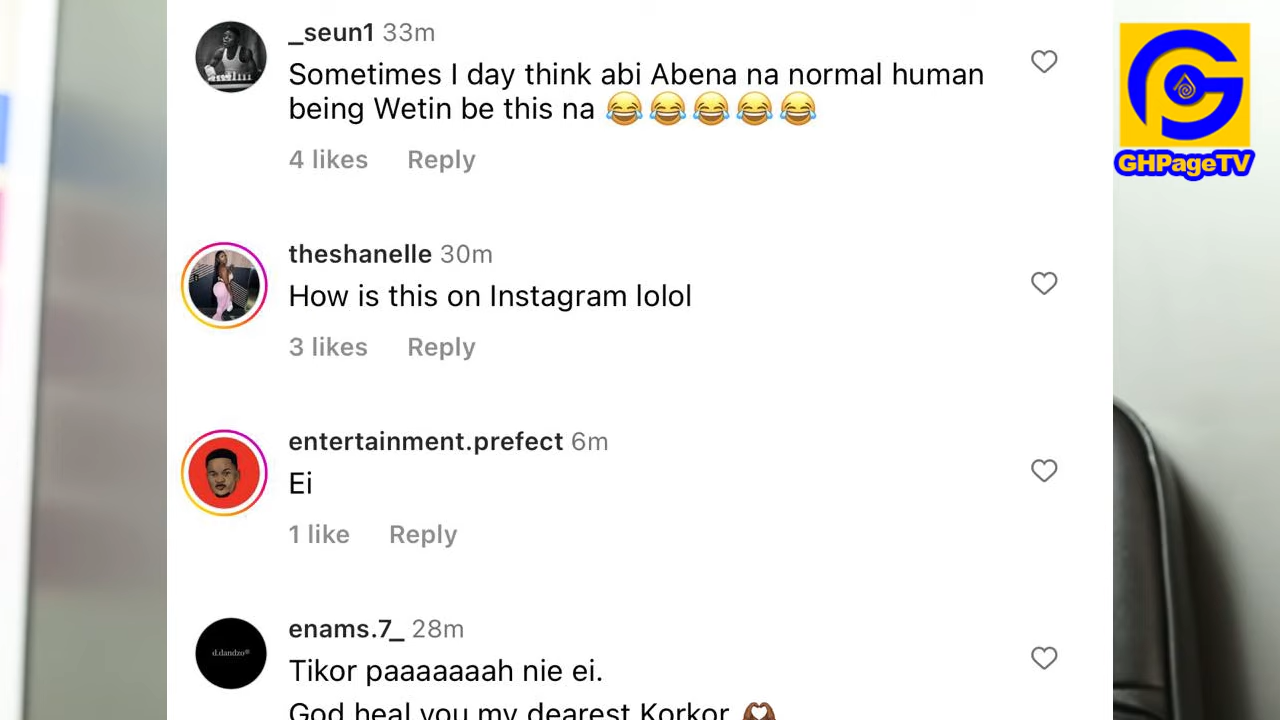 _seun1 33m
Sometimes I day think abi Abena na normal human
being Wetin be this na 😂😂😂😂😂
4 likes Reply
theshanelle 30m
How is this on Instagram lolol
3 likes Reply
entertainment.prefect 6m
Ei
1 like Reply
enams.7_ 28m
d.dandzo®
Tikor paaaaaaah nie ei.
God heal you my dearest Korkor 🫶🏾
GHPageTV